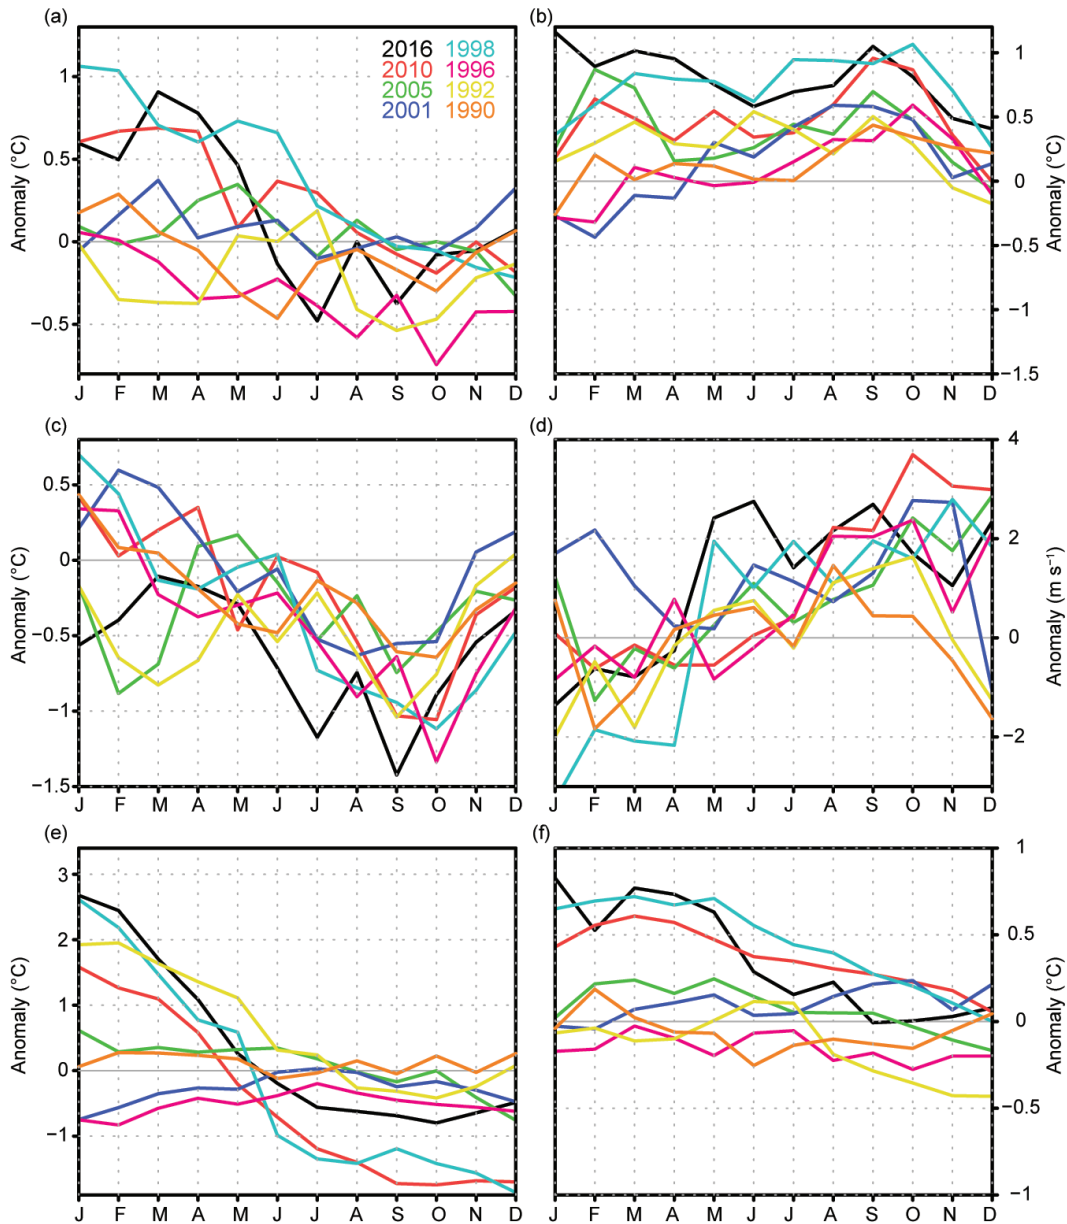 (a)
(b)
2016 1998
2010 1996
2005 1992
2001 1990
1
0.5
0
−0.5
Anomaly (°C)
J F M A M J J A S O N D
1
0.5
0
−0.5
−1
−1.5
Anomaly (°C)
J F M A M J J A S O N D
(c)
(d)
0.5
0
−0.5
−1
−1.5
Anomaly (°C)
J F M A M J J A S O N D
4
2
0
−2
Anomaly (m s⁻¹)
J F M A M J J A S O N D
(e)
(f)
3
2
1
0
−1
Anomaly (°C)
J F M A M J J A S O N D
1
0.5
0
−0.5
−1
Anomaly (°C)
J F M A M J J A S O N D